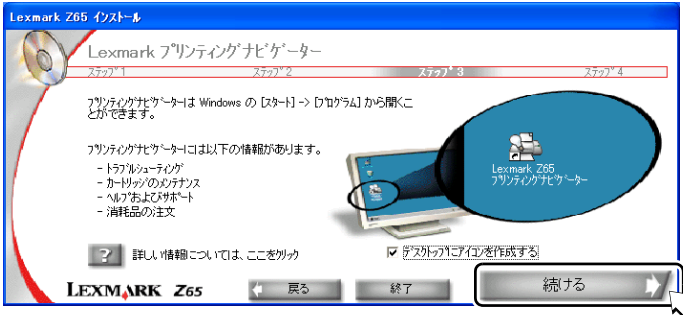 Lexmark Z65 インストール
Lexmark プリンティングナビゲーター
ステップ 1 ステップ 2 ステップ 3 ステップ 4
プリンティングナビゲーターは Windows の [スタート] -> [プログラム] から開くこ
とができます。
プリンティングナビゲーターには以下の情報があります。
- トラブルシューティング
- カートリッジのメンテナンス
- ヘルプおよびサポート
- 消耗品の注文
Lexmark Z65
プリンティングナビゲーター
デスクトップにアイコンを作成する
? 詳しい情報については、ここをクリック
LEXMARK Z65
戻る
終了
続ける